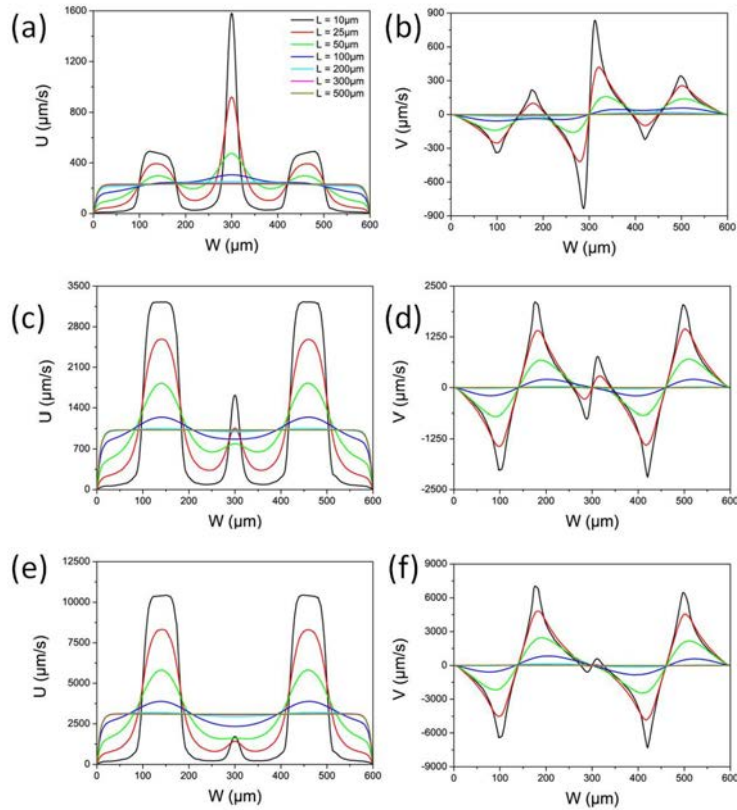 (a)
1600
1200
800
400
0
U (µm/s)
0 100 200 300 400 500 600
W (µm)
L = 10µm
L = 25µm
L = 50µm
L = 100µm
L = 200µm
L = 300µm
L = 500µm
(b)
900
600
300
0
-300
-600
-900
V (µm/s)
0 100 200 300 400 500 600
W (µm)
(c)
3500
2800
2100
1400
700
0
U (µm/s)
0 100 200 300 400 500 600
W (µm)
(d)
2500
1250
0
-1250
-2500
V (µm/s)
0 100 200 300 400 500 600
W (µm)
(e)
12500
10000
7500
5000
2500
0
U (µm/s)
0 100 200 300 400 500 600
W (µm)
(f)
9000
6000
3000
0
-3000
-6000
-9000
V (µm/s)
0 100 200 300 400 500 600
W (µm)